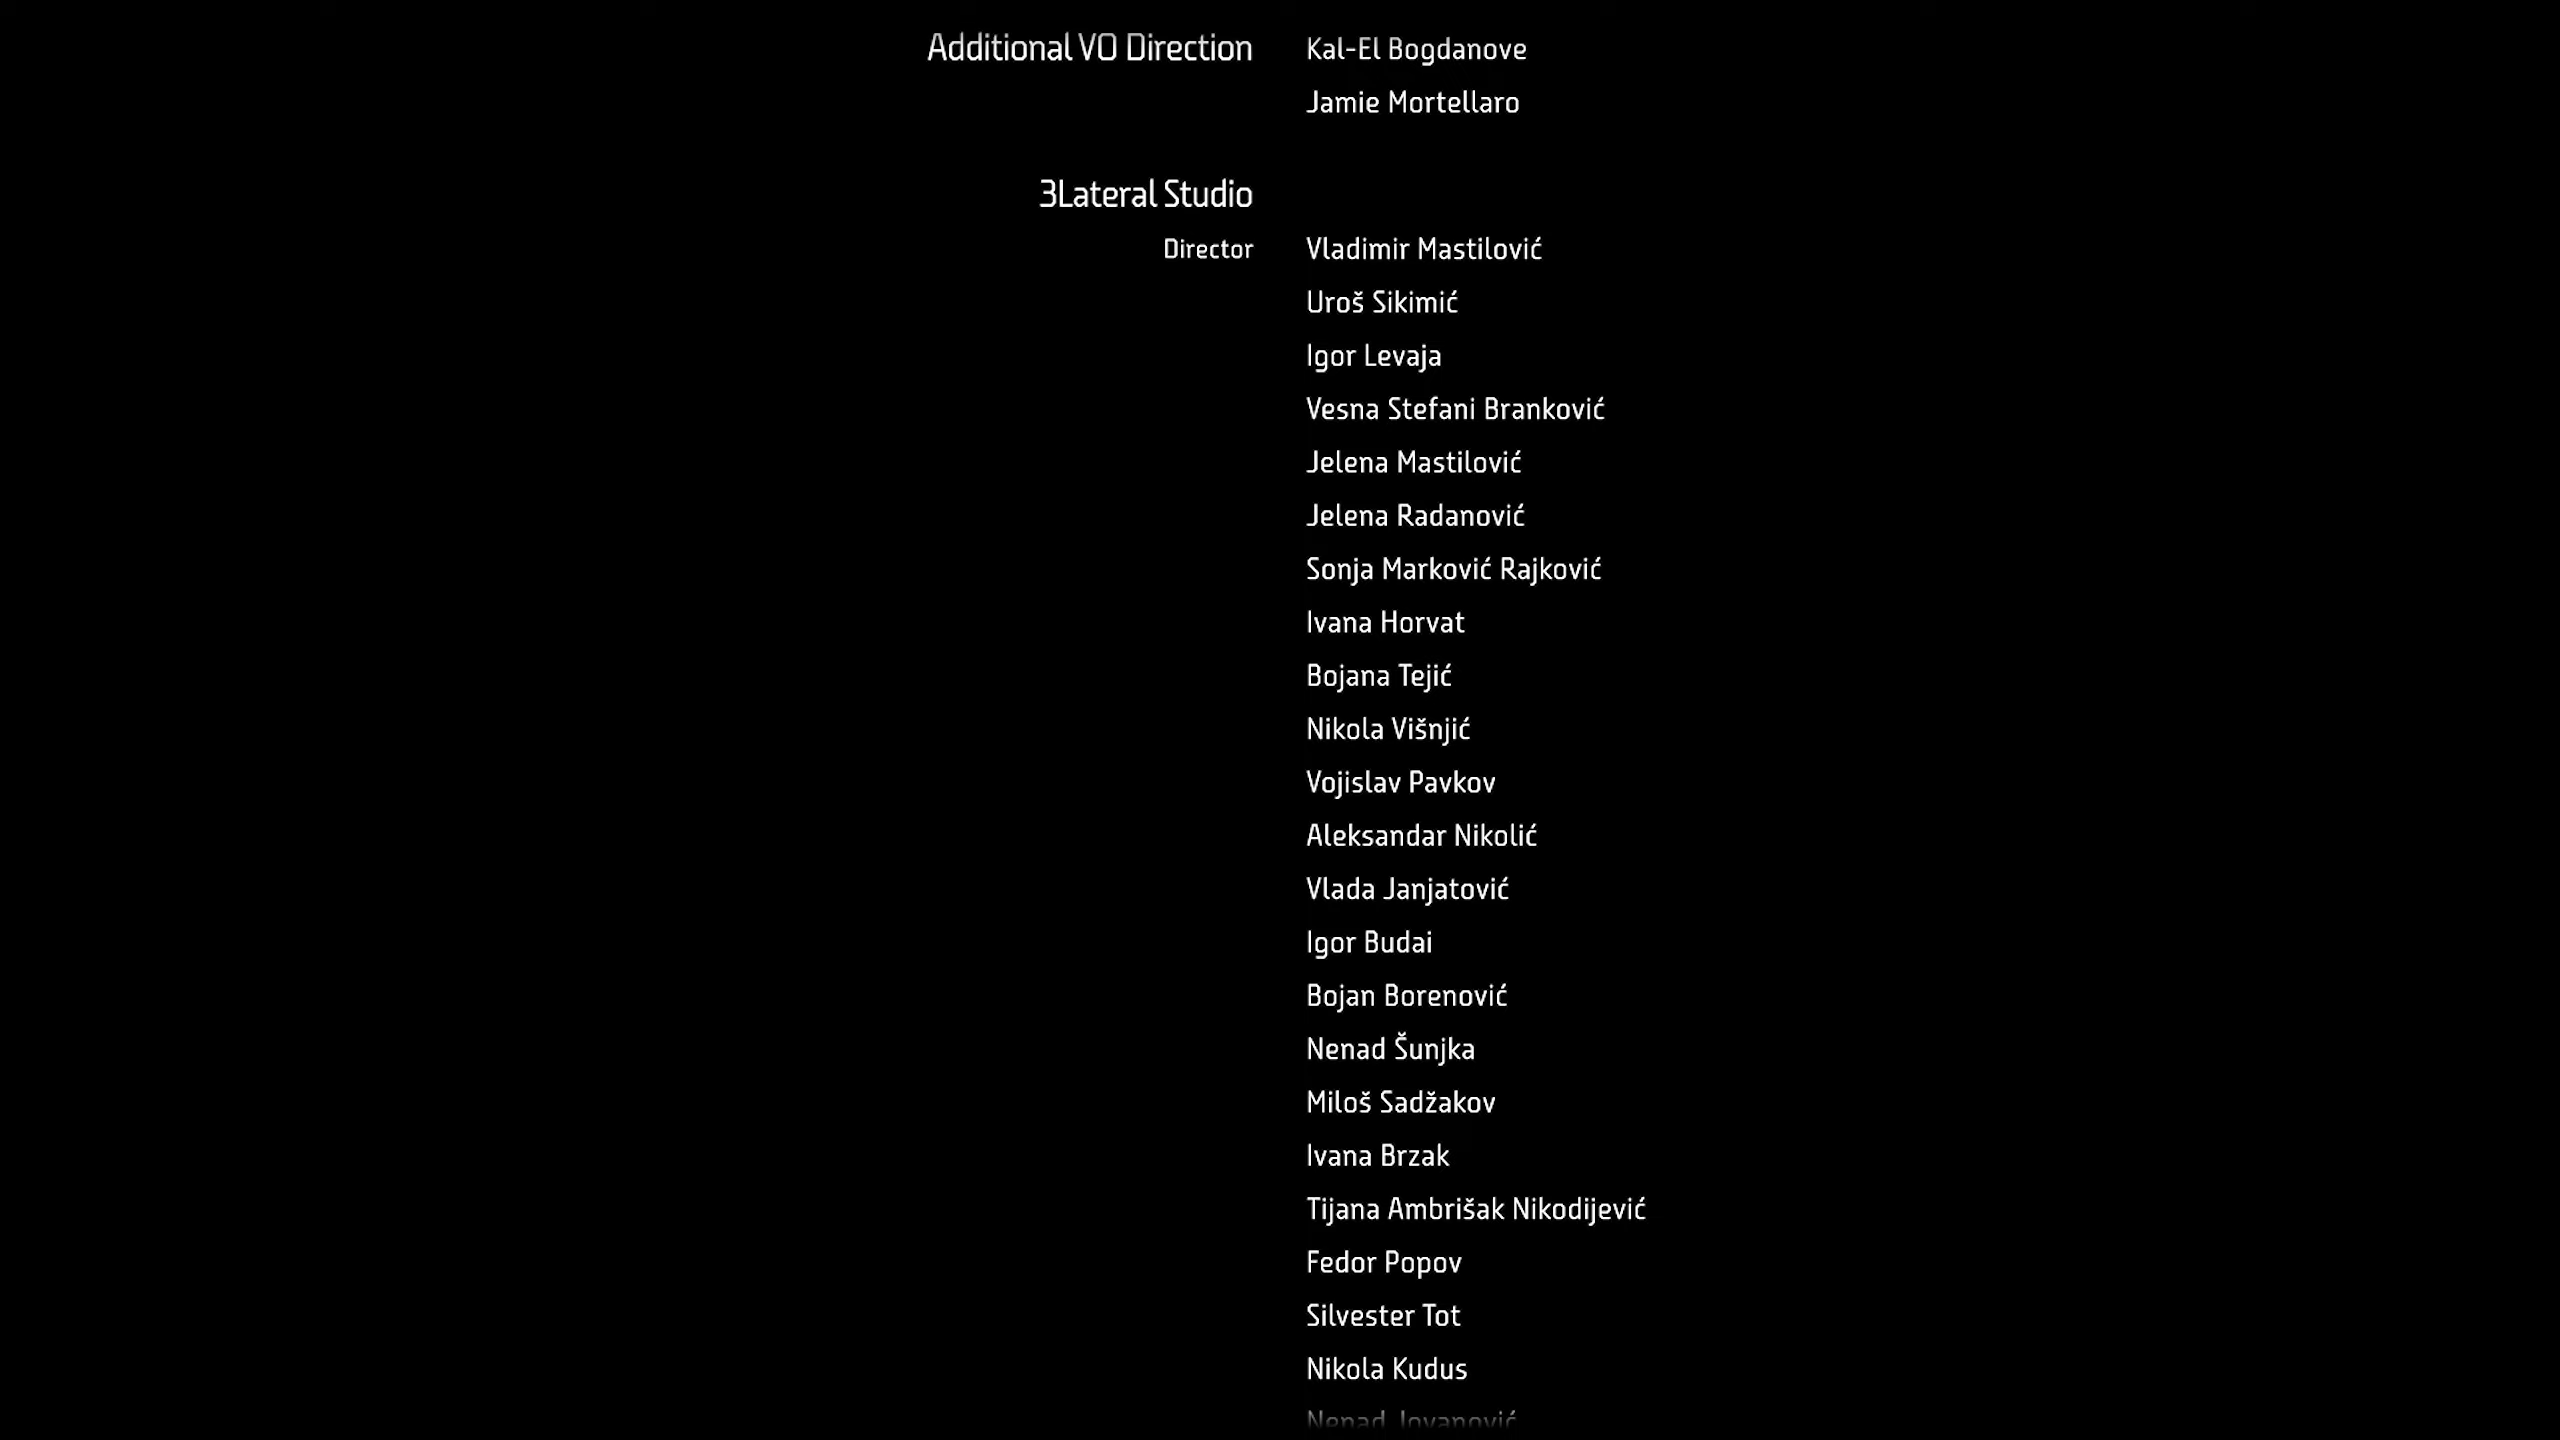 Additional VO Direction Kal-El Bogdanove
Jamie Mortellaro
3Lateral Studio
Director Vladimir Mastilović
Uroš Sikimić
Igor Levaja
Vesna Stefani Branković
Jelena Mastilović
Jelena Radanović
Sonja Marković Rajković
Ivana Horvat
Bojana Tejić
Nikola Višnjić
Vojislav Pavkov
Aleksandar Nikolić
Vlada Janjatović
Igor Budai
Bojan Borenović
Nenad Šunjka
Miloš Sadžakov
Ivana Brzak
Tijana Ambrišak Nikodijević
Fedor Popov
Silvester Tot
Nikola Kudus
Nenad Jovanović